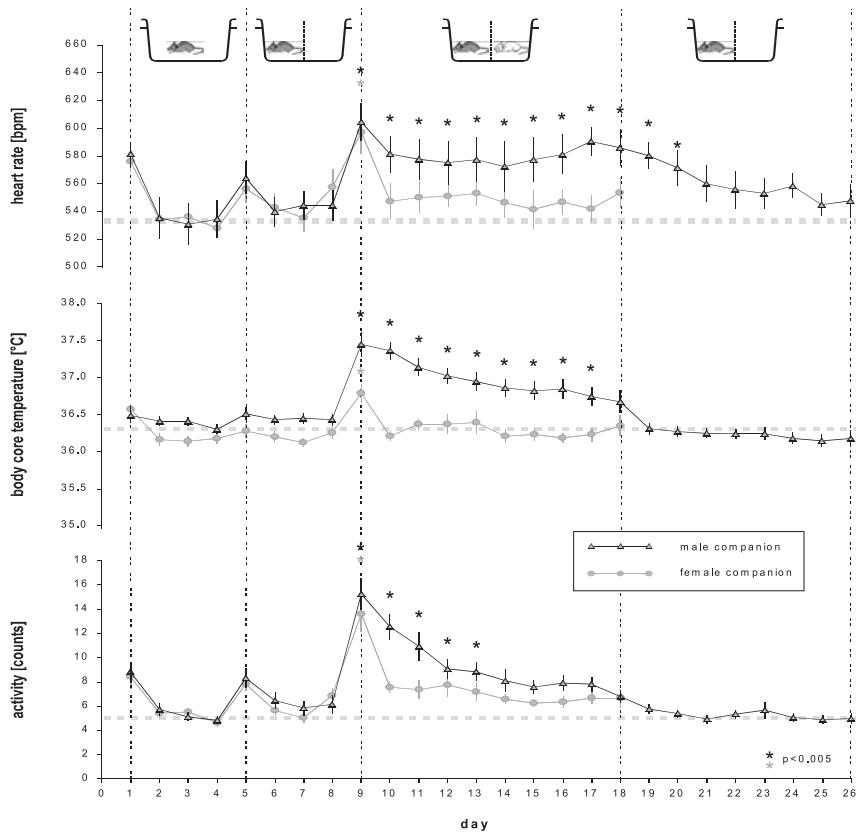 heart rate [bpm]
660
640
620
600
580
560
540
520
500
* *
* * * * * * * * * * *
body core temperature [°C]
38.0
37.5
37.0
36.5
36.0
35.5
35.0
* * * * * * * * *
*
male companion
female companion
activity [counts]
18
16
14
12
10
8
6
4
2
0
* *
* * * *
* p<0.005
*
0 1 2 3 4 5 6 7 8 9 10 11 12 13 14 15 16 17 18 19 20 21 22 23 24 25 26
day